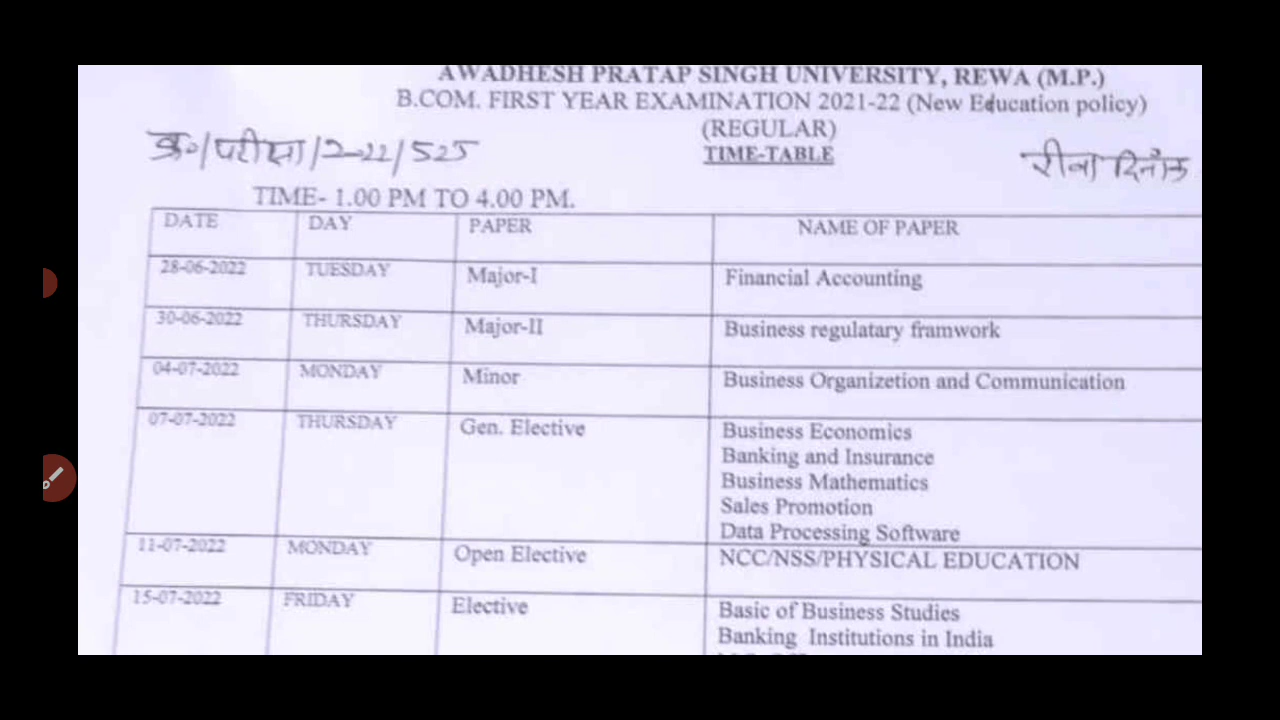 AWADHESH PRATAP SINGH UNIVERSITY, REWA (M.P.)
B.COM. FIRST YEAR EXAMINATION 2021-22 (New Education policy)
(REGULAR)
क्र०/परीक्षा/2022/525
TIME-TABLE
रीवा दिनाँक
TIME- 1.00 PM TO 4.00 PM.
DATE DAY PAPER NAME OF PAPER
28-06-2022 TUESDAY Major-I Financial Accounting
30-06-2022 THURSDAY Major-II Business regulatary framwork
04-07-2022 MONDAY Minor Business Organizetion and Communication
07-07-2022 THURSDAY Gen. Elective Business Economics
Banking and Insurance
Business Mathematics
Sales Promotion
Data Processing Software
11-07-2022 MONDAY Open Elective NCC/NSS/PHYSICAL EDUCATION
15-07-2022 FRIDAY Elective Basic of Business Studies
Banking Institutions in India